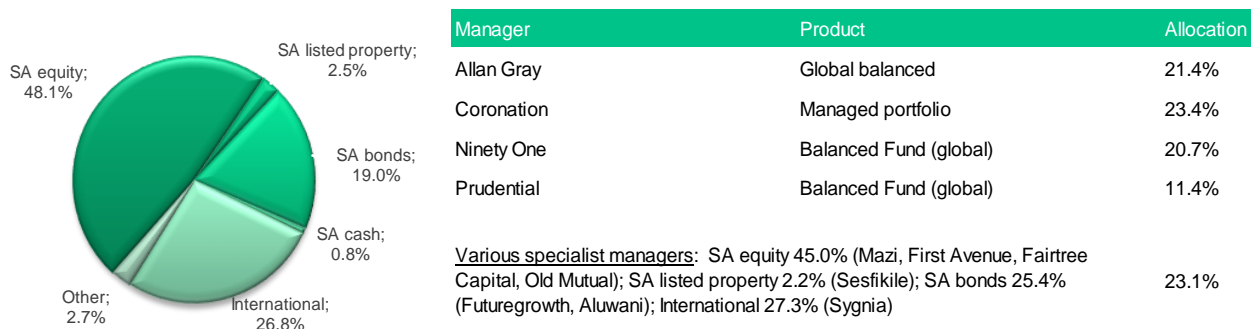 SA equity;
48.1%
SA listed property;
2.5%
SA bonds;
19.0%
SA cash;
0.8%
International;
26.8%
Other;
2.7%
Manager Product Allocation
Allan Gray Global balanced 21.4%
Coronation Managed portfolio 23.4%
Ninety One Balanced Fund (global) 20.7%
Prudential Balanced Fund (global) 11.4%
Various specialist managers: SA equity 45.0% (Mazi, First Avenue, Fairtree
Capital, Old Mutual); SA listed property 2.2% (Sesfikile); SA bonds 25.4%
(Futuregrowth, Aluwani); International 27.3% (Sygnia)
23.1%